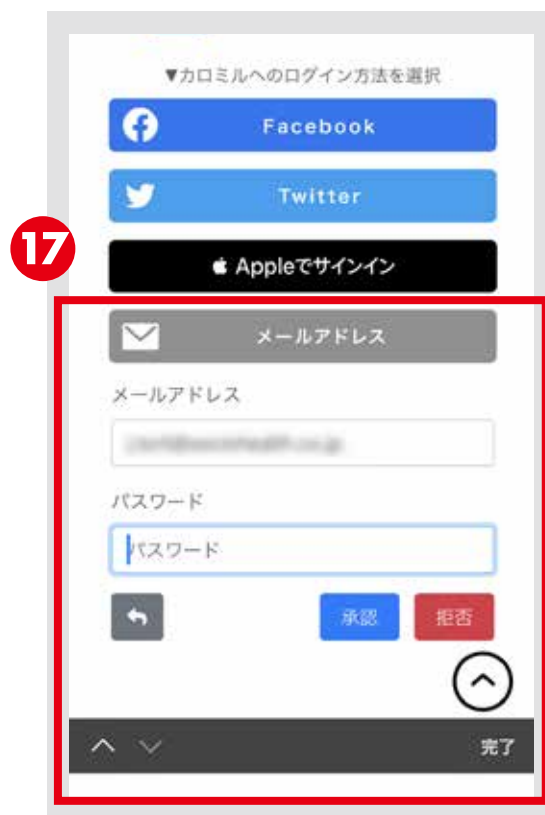 ▼カロミルへのログイン方法を選択
Facebook
Twitter
17
Appleでサインイン
メールアドレス
メールアドレス
パスワード
パスワード
承認
拒否
完了